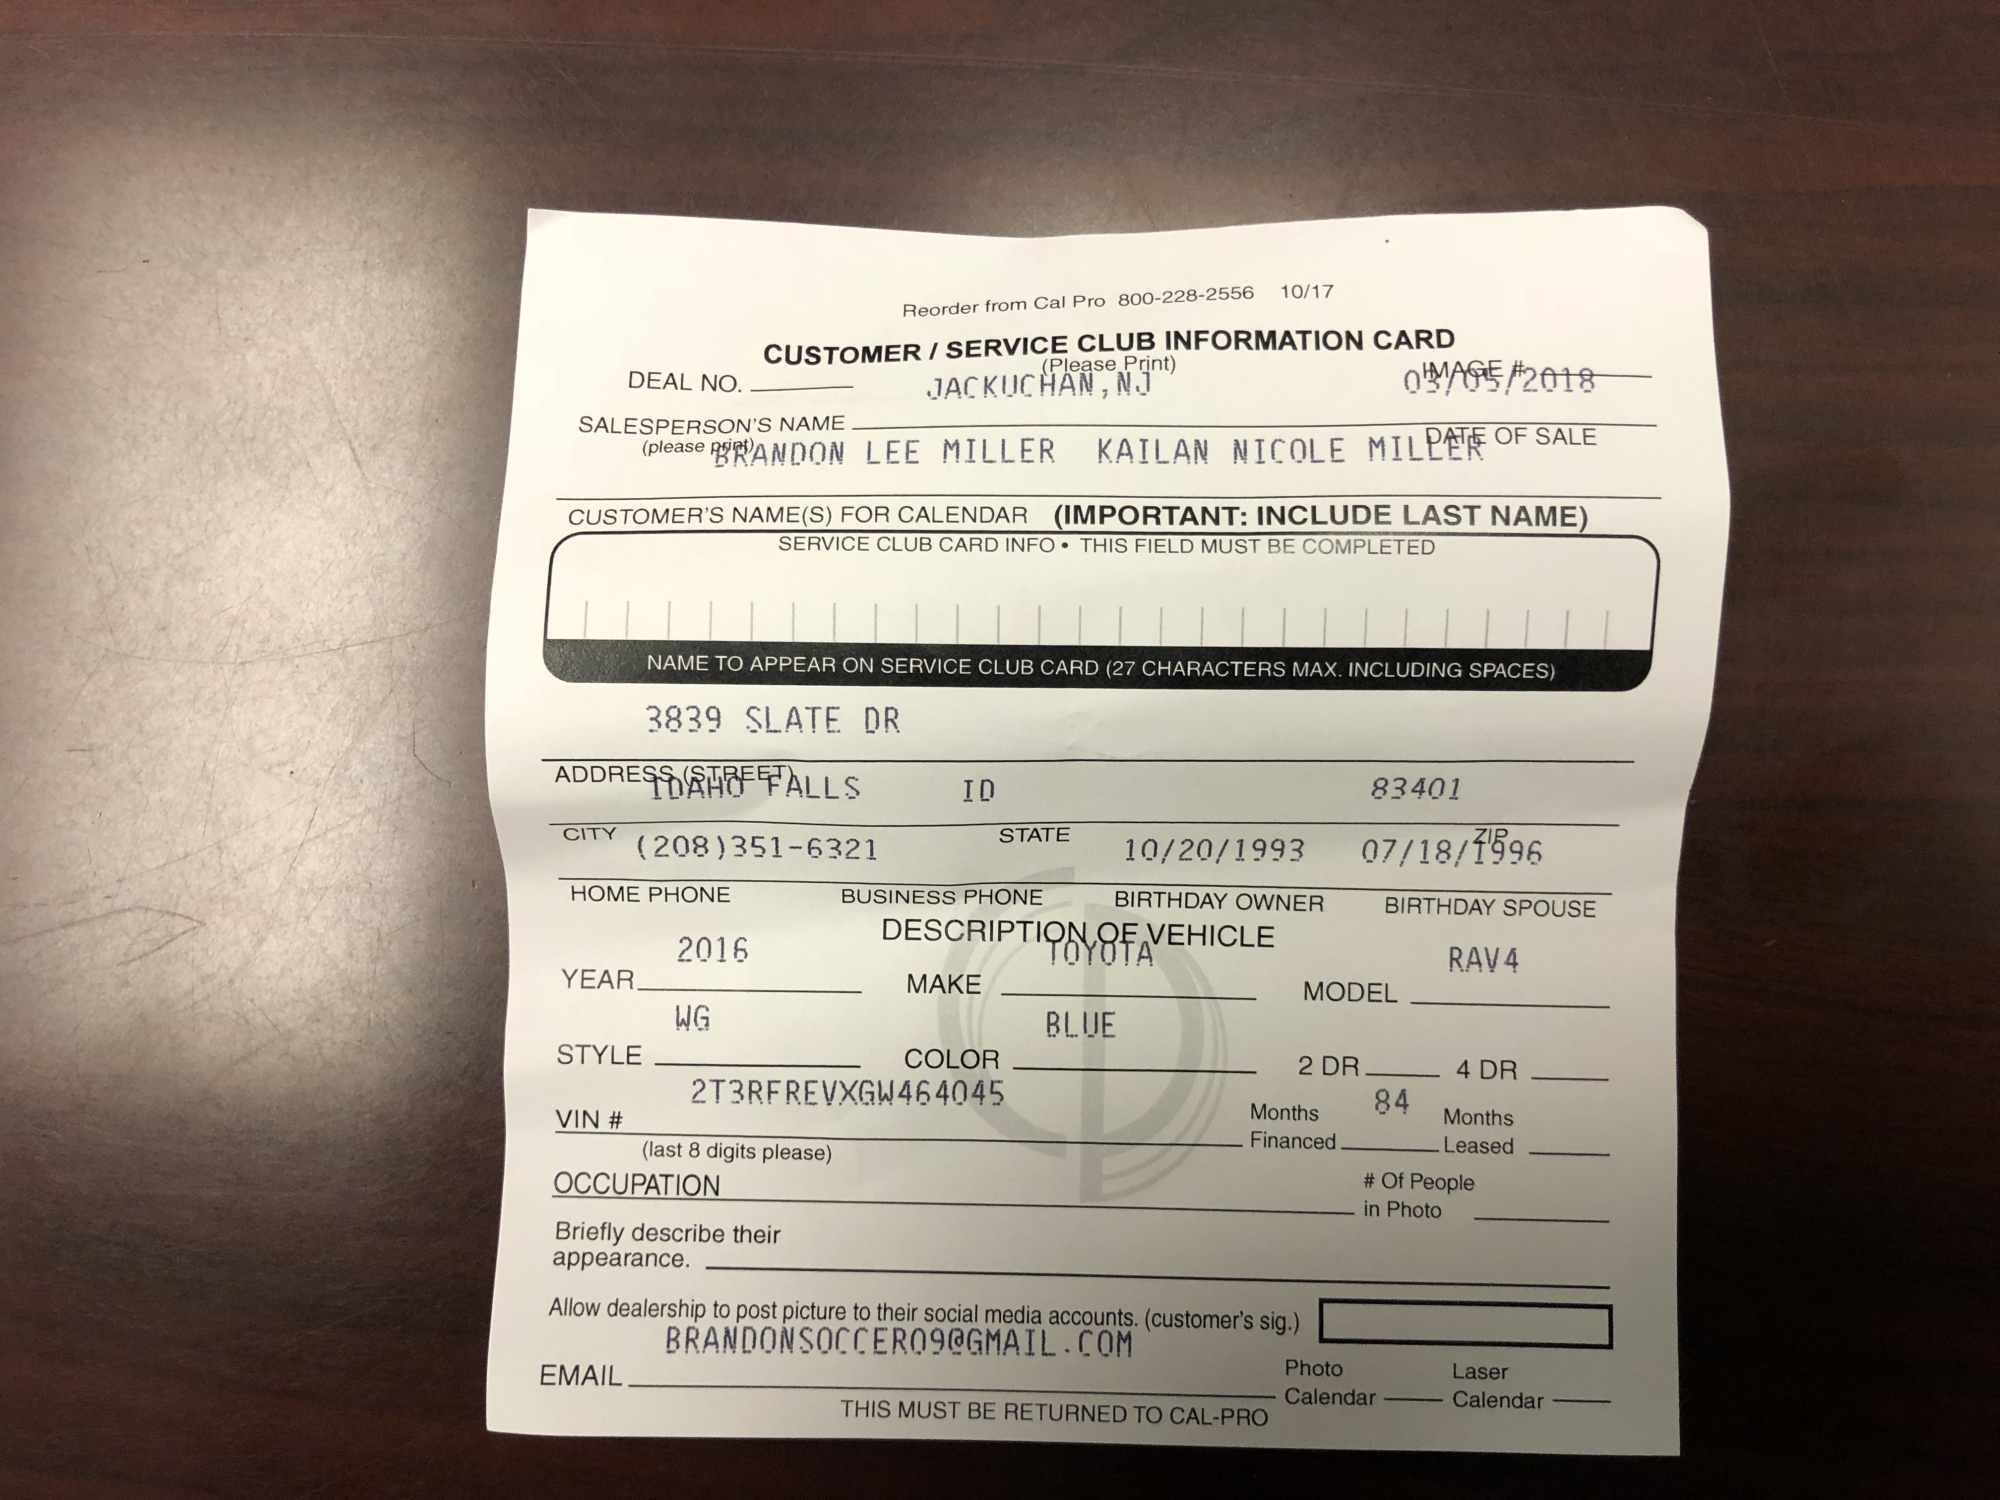 Reorder from Cal Pro 800-228-2556 10/17
CUSTOMER / SERVICE CLUB INFORMATION CARD
(Please Print)
DEAL NO. JACKUCHAN,NJ IMAGE # 03/05/2018
SALESPERSON'S NAME
(please print) DATE OF SALE
BRANDON LEE MILLER KAILAN NICOLE MILLER
CUSTOMER'S NAME(S) FOR CALENDAR (IMPORTANT: INCLUDE LAST NAME)
SERVICE CLUB CARD INFO • THIS FIELD MUST BE COMPLETED
NAME TO APPEAR ON SERVICE CLUB CARD (27 CHARACTERS MAX. INCLUDING SPACES)
3839 SLATE DR
ADDRESS (STREET)
IDAHO FALLS ID 83401
CITY STATE ZIP
(208)351-6321 10/20/1993 07/18/1996
HOME PHONE BUSINESS PHONE BIRTHDAY OWNER BIRTHDAY SPOUSE
DESCRIPTION OF VEHICLE
2016 TOYOTA RAV4
YEAR MAKE MODEL
WG BLUE
STYLE COLOR 2 DR 4 DR
2T3RFREVXGW464045 84
VIN # Months Financed Months Leased
(last 8 digits please)
OCCUPATION # Of People in Photo
Briefly describe their
appearance.
Allow dealership to post picture to their social media accounts. (customer's sig.)
BRANDONSOCCER09@GMAIL.COM
EMAIL Photo Calendar Laser Calendar
THIS MUST BE RETURNED TO CAL-PRO